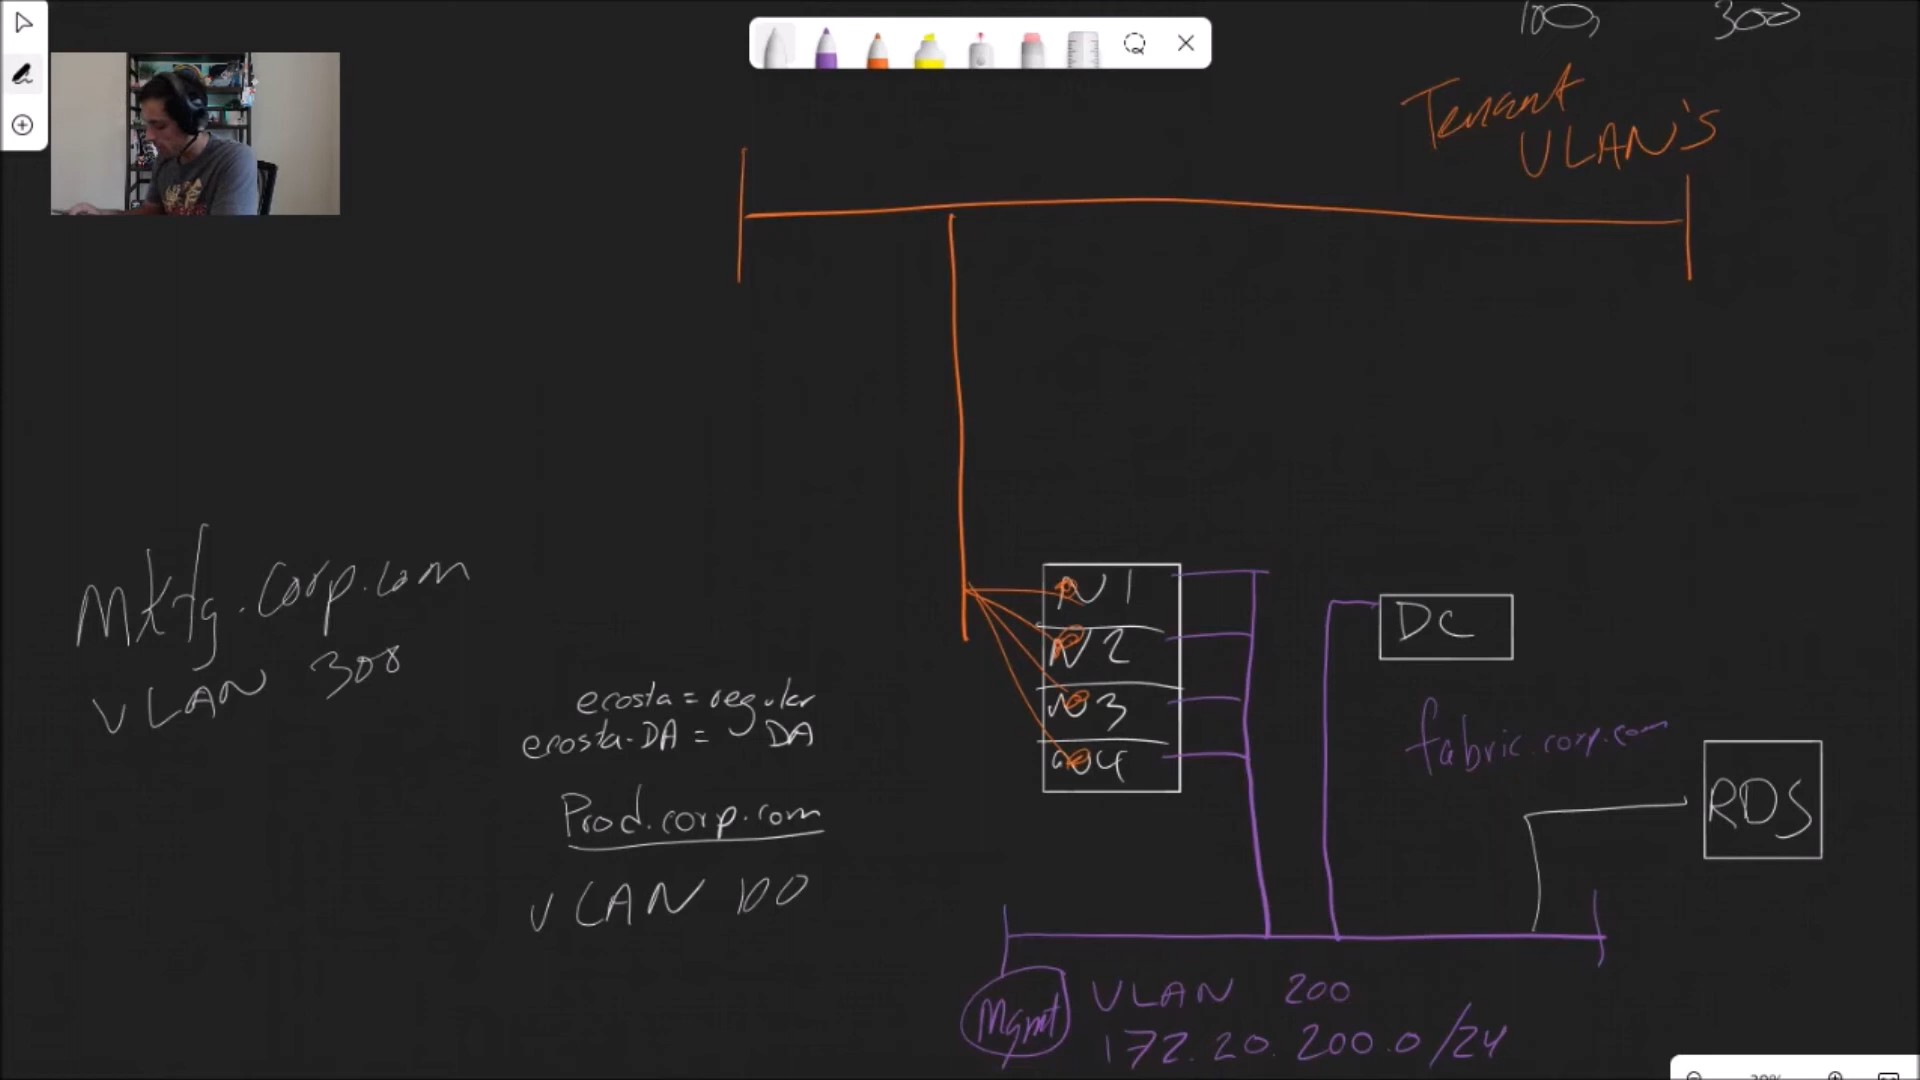 100, 300
Tenant
VLAN's
N1
N2
N3
N4
DC
fabric.corp.com
RDS
Mktg.corp.com
VLAN 300
ecosta = regular
ecosta-DA = DA
Prod.corp.com
VLAN 100
Mgmt VLAN 200
172.20.200.0/24